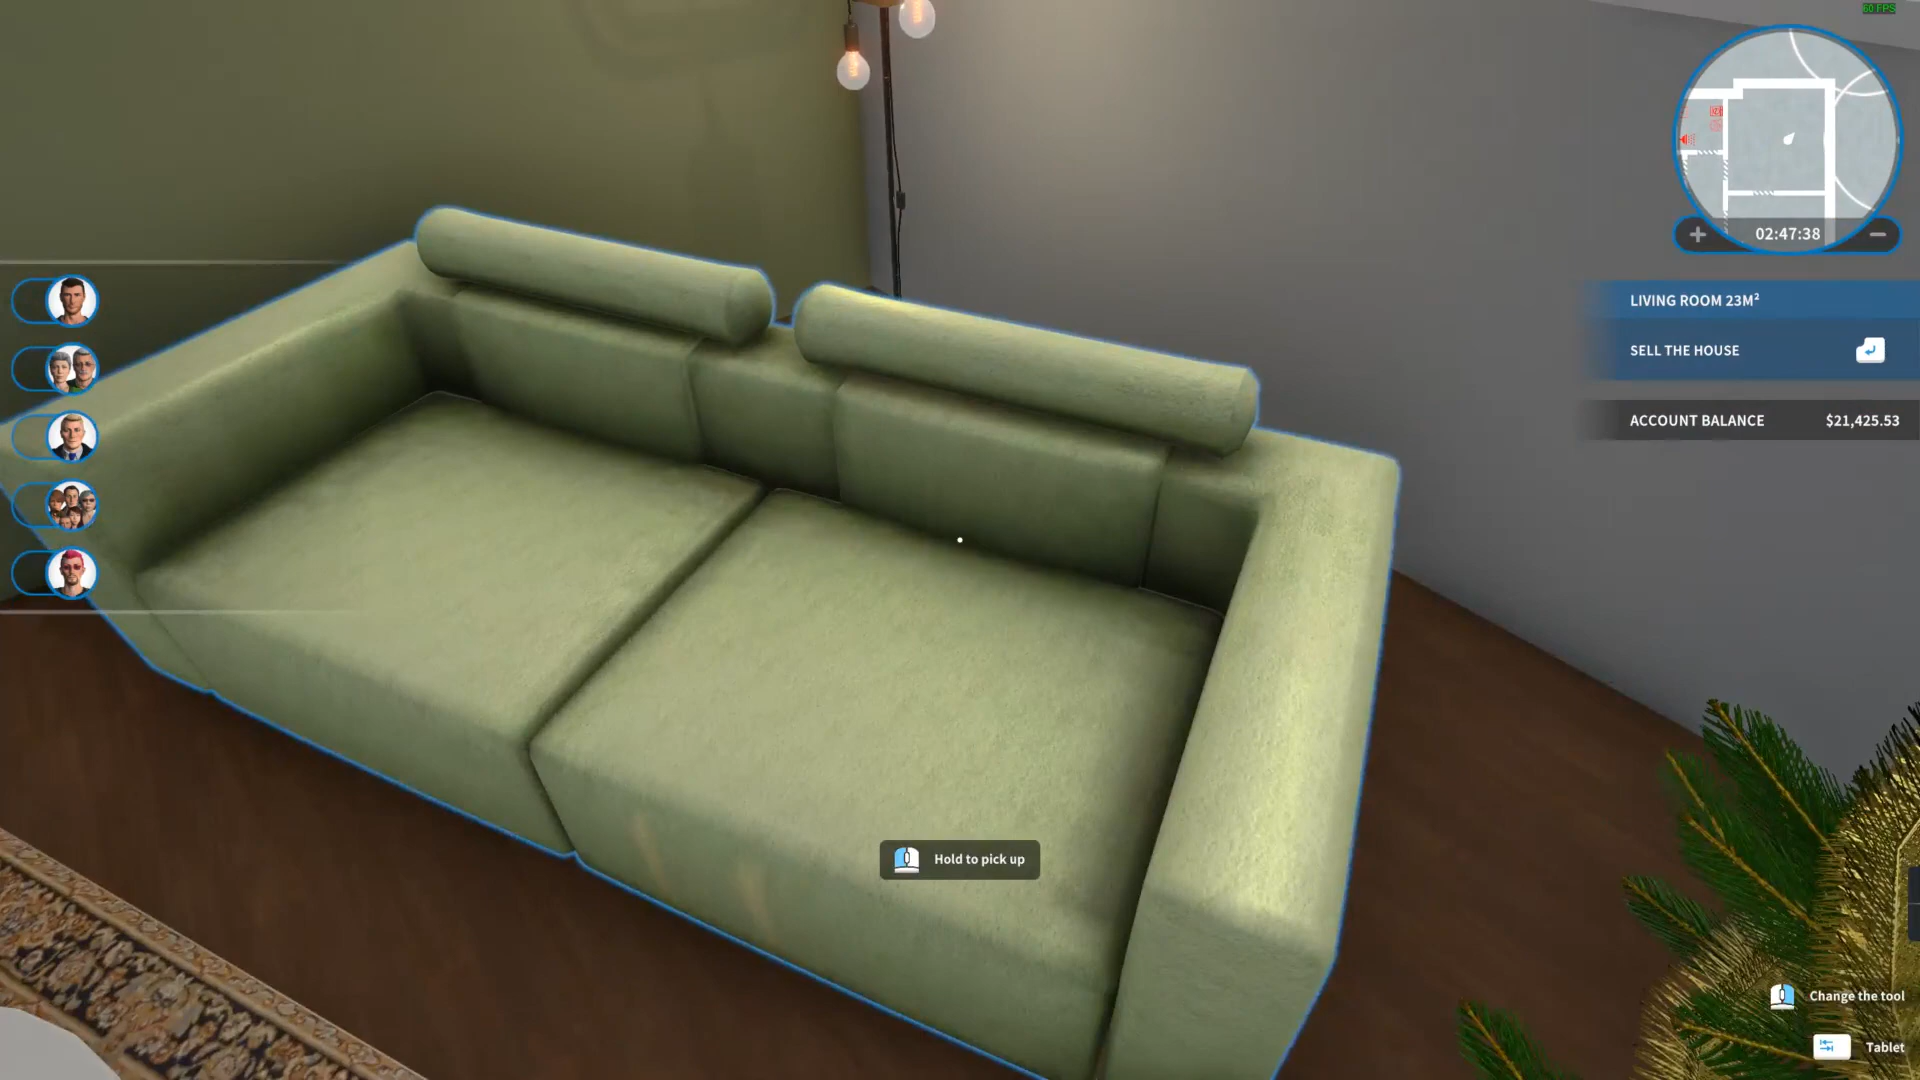 60 FPS
02:47:38
LIVING ROOM 23M²
SELL THE HOUSE
ACCOUNT BALANCE $21,425.53
Hold to pick up
Change the tool
Tablet